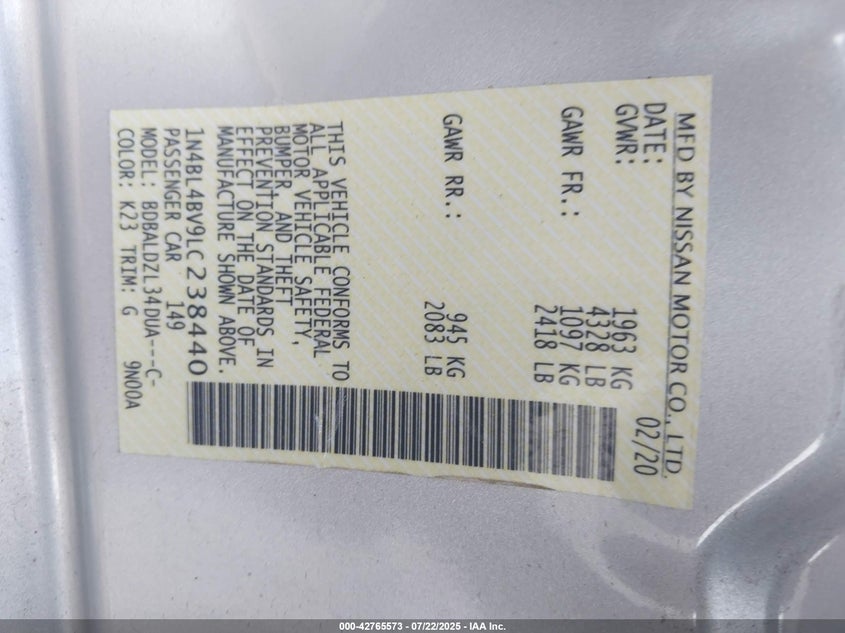 MFD BY NISSAN MOTOR CO., LTD.
DATE: 02/20
GVWR: 1963 KG
4328 LB
GAWR FR.: 1097 KG
2418 LB
GAWR RR.: 945 KG
2083 LB
THIS VEHICLE CONFORMS TO
ALL APPLICABLE FEDERAL
MOTOR VEHICLE SAFETY,
BUMPER, AND THEFT
PREVENTION STANDARDS IN
EFFECT ON THE DATE OF
MANUFACTURE SHOWN ABOVE.
1N4BL4BV9LC238440
PASSENGER CAR 149
MODEL: BDBALDZL34DUA---C-
COLOR: K23 TRIM: G 9N00A
000-42765573 - 07/22/2025 - IAA Inc.